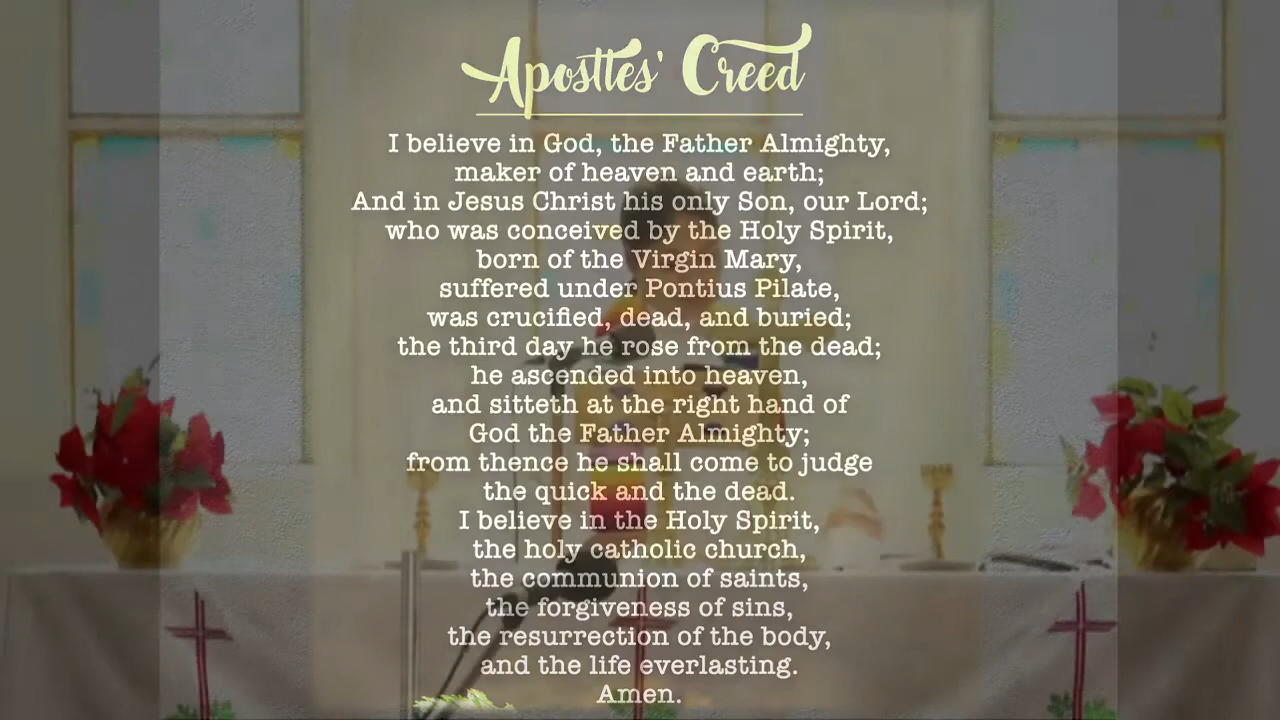 Apostles' Creed
I believe in God, the Father Almighty,
maker of heaven and earth;
And in Jesus Christ his only Son, our Lord;
who was conceived by the Holy Spirit,
born of the Virgin Mary,
suffered under Pontius Pilate,
was crucified, dead, and buried;
the third day he rose from the dead;
he ascended into heaven,
and sitteth at the right hand of
God the Father Almighty;
from thence he shall come to judge
the quick and the dead.
I believe in the Holy Spirit,
the holy catholic church,
the communion of saints,
the forgiveness of sins,
the resurrection of the body,
and the life everlasting.
Amen.